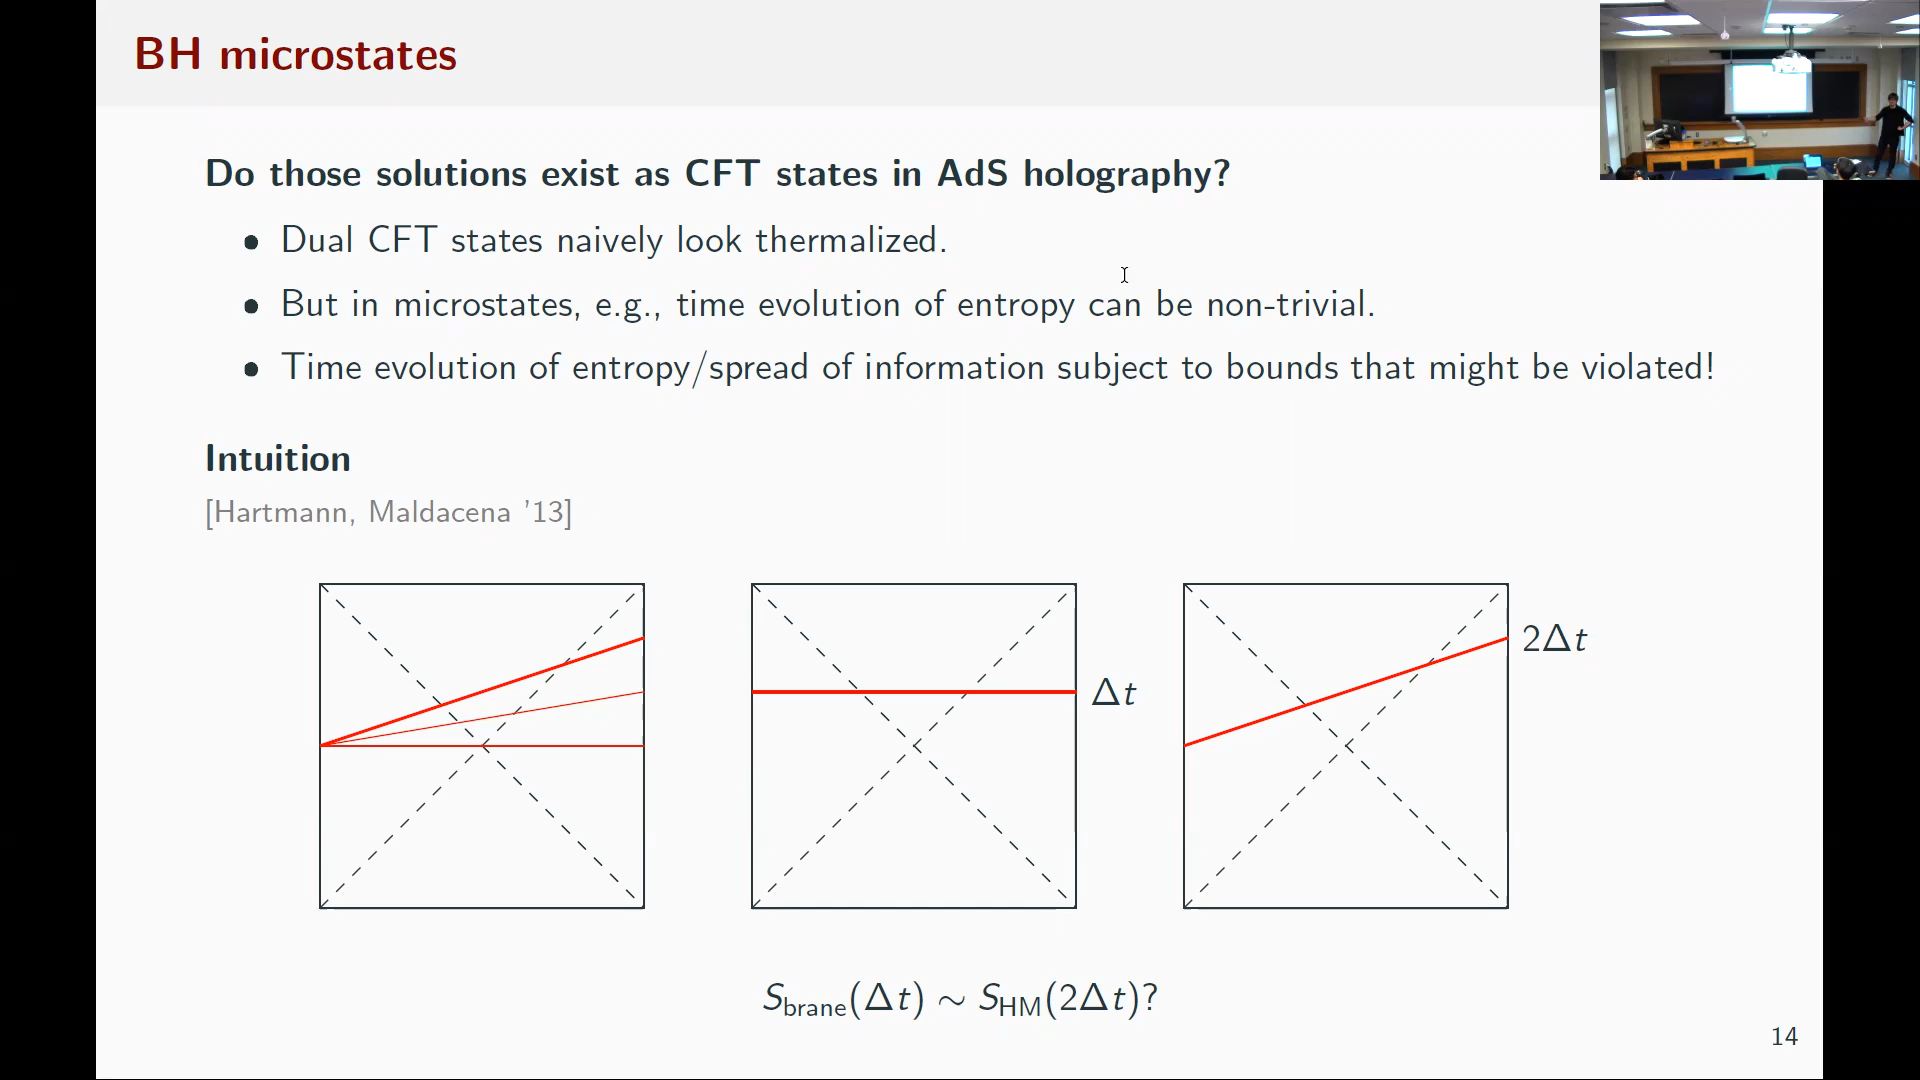 BH microstates
Do those solutions exist as CFT states in AdS holography?
• Dual CFT states naively look thermalized.
• But in microstates, e.g., time evolution of entropy can be non-trivial.
• Time evolution of entropy/spread of information subject to bounds that might be violated!
Intuition
[Hartmann, Maldacena '13]
2Δt
Δt
S_brane(Δt) ∼ S_HM(2Δt)?
14